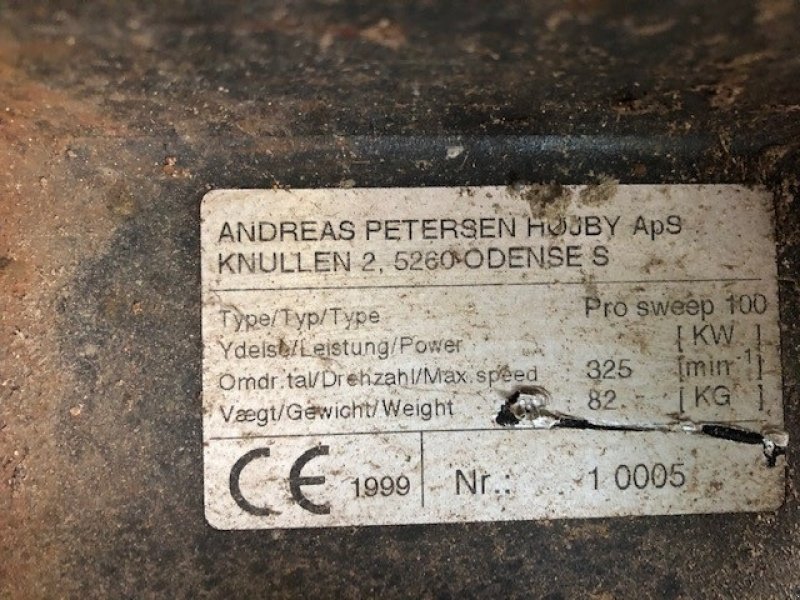 ANDREAS PETERSEN HØJBY ApS
KNULLEN 2, 5260 ODENSE S
Type/Typ/Type Pro sweep 100
Ydelse/Leistung/Power [ KW ]
Omdr.tal/Drehzahl/Max.speed 325 [min⁻¹]
Vægt/Gewicht/Weight 82 [ KG ]
CE 1999 Nr.: 1 0005